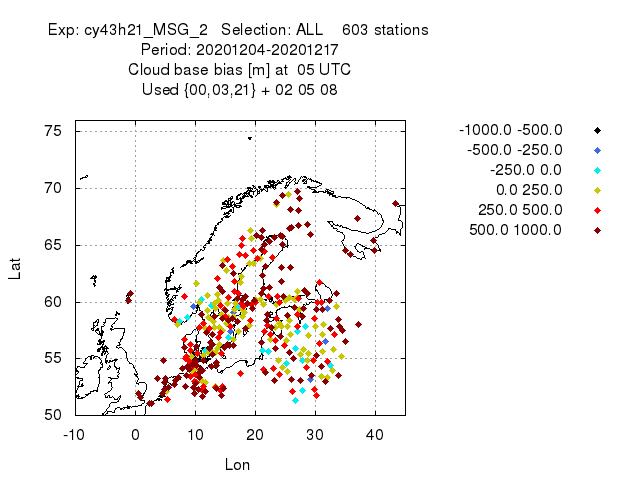 Exp: cy43h21_MSG_2 Selection: ALL 603 stations
Period: 20201204-20201217
Cloud base bias [m] at 05 UTC
Used {00,03,21} + 02 05 08
-1000.0 -500.0
-500.0 -250.0
-250.0 0.0
0.0 250.0
250.0 500.0
500.0 1000.0
75
70
65
60
55
50
Lat
-10 0 10 20 30 40
Lon